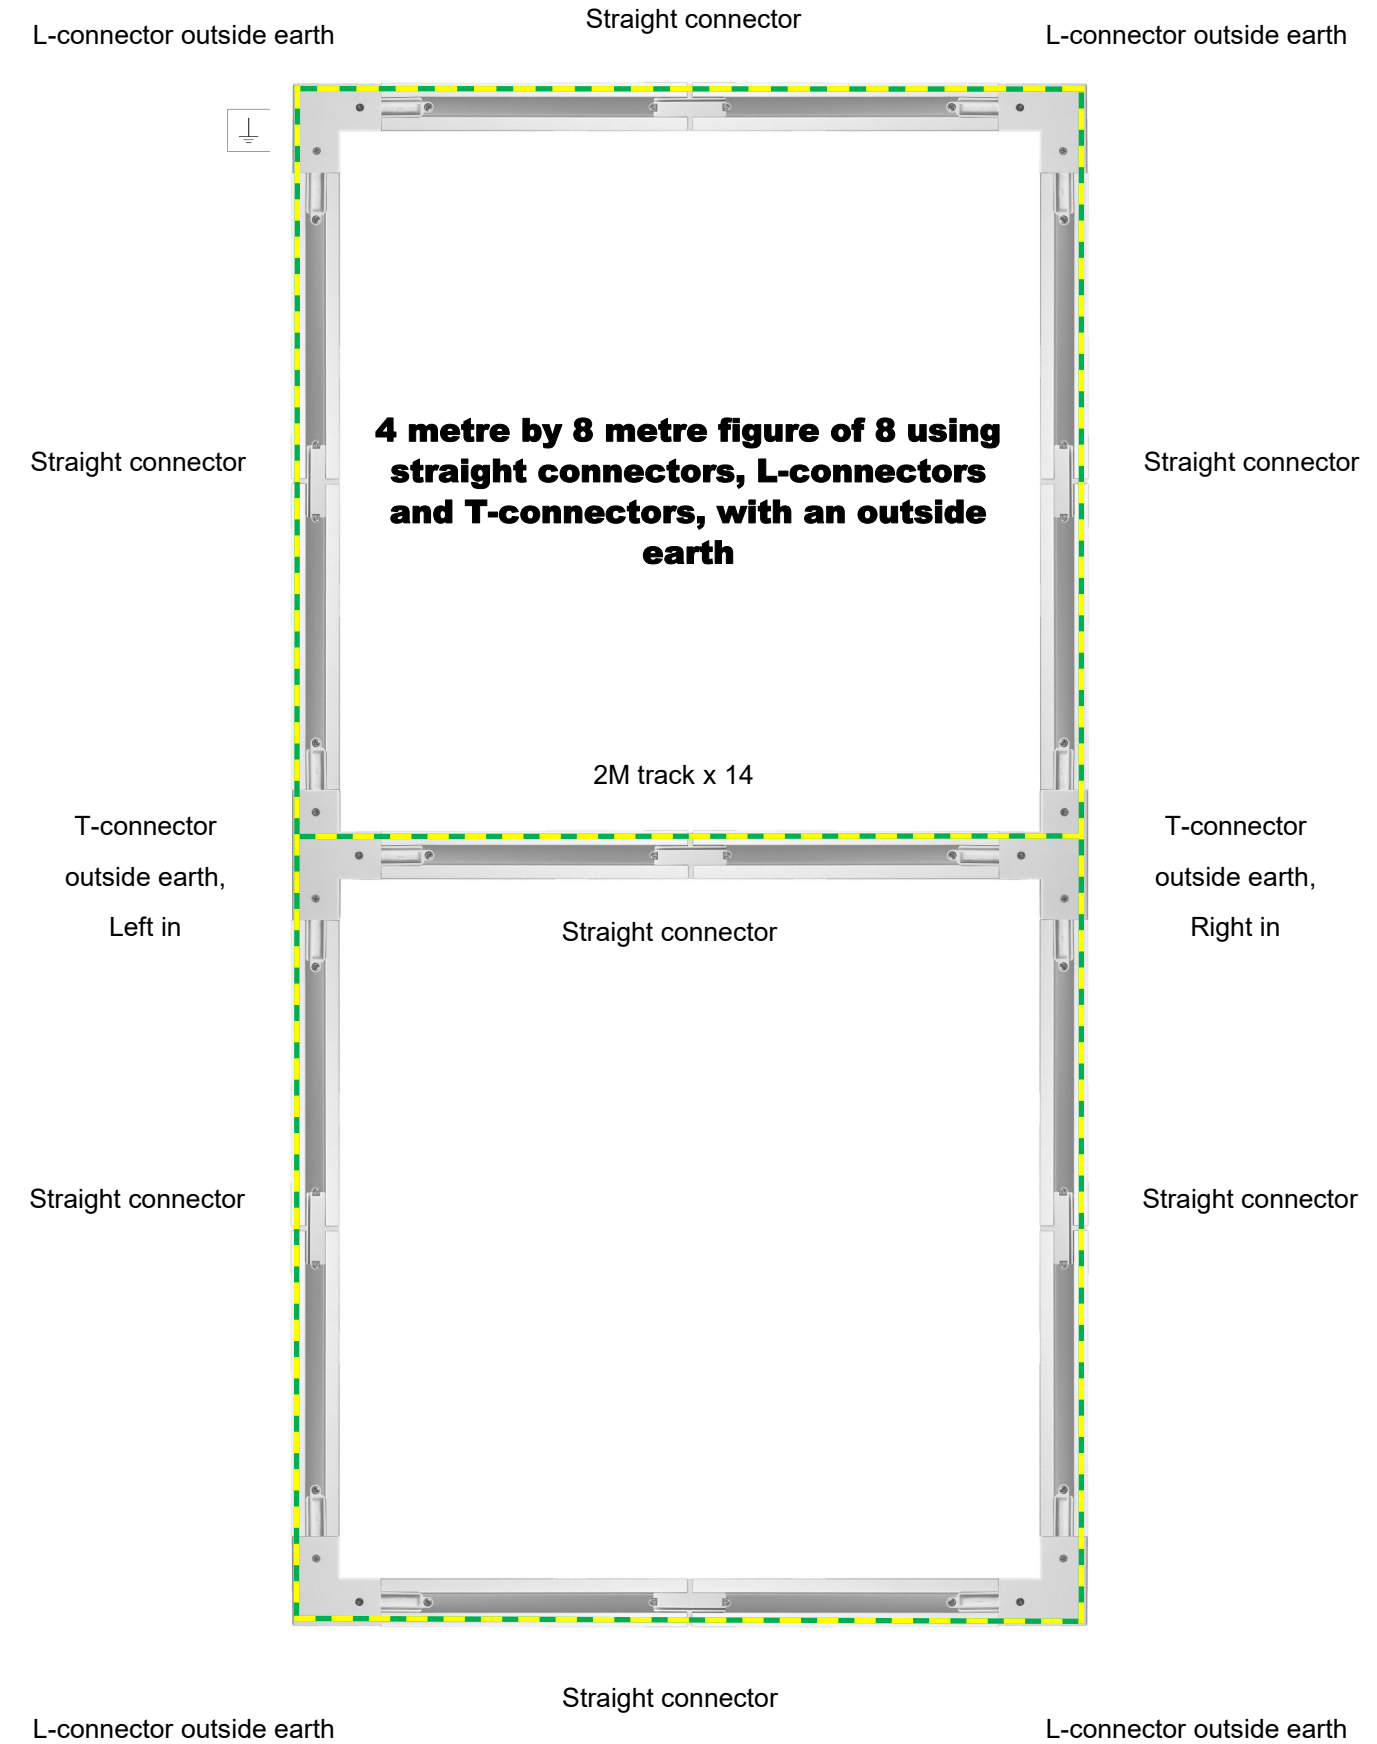 Straight connector
L-connector outside earth
L-connector outside earth
4 metre by 8 metre figure of 8 using
straight connectors, L-connectors
and T-connectors, with an outside
earth
Straight connector
Straight connector
2M track x 14
T-connector
outside earth,
Left in
T-connector
outside earth,
Right in
Straight connector
Straight connector
Straight connector
Straight connector
L-connector outside earth
L-connector outside earth